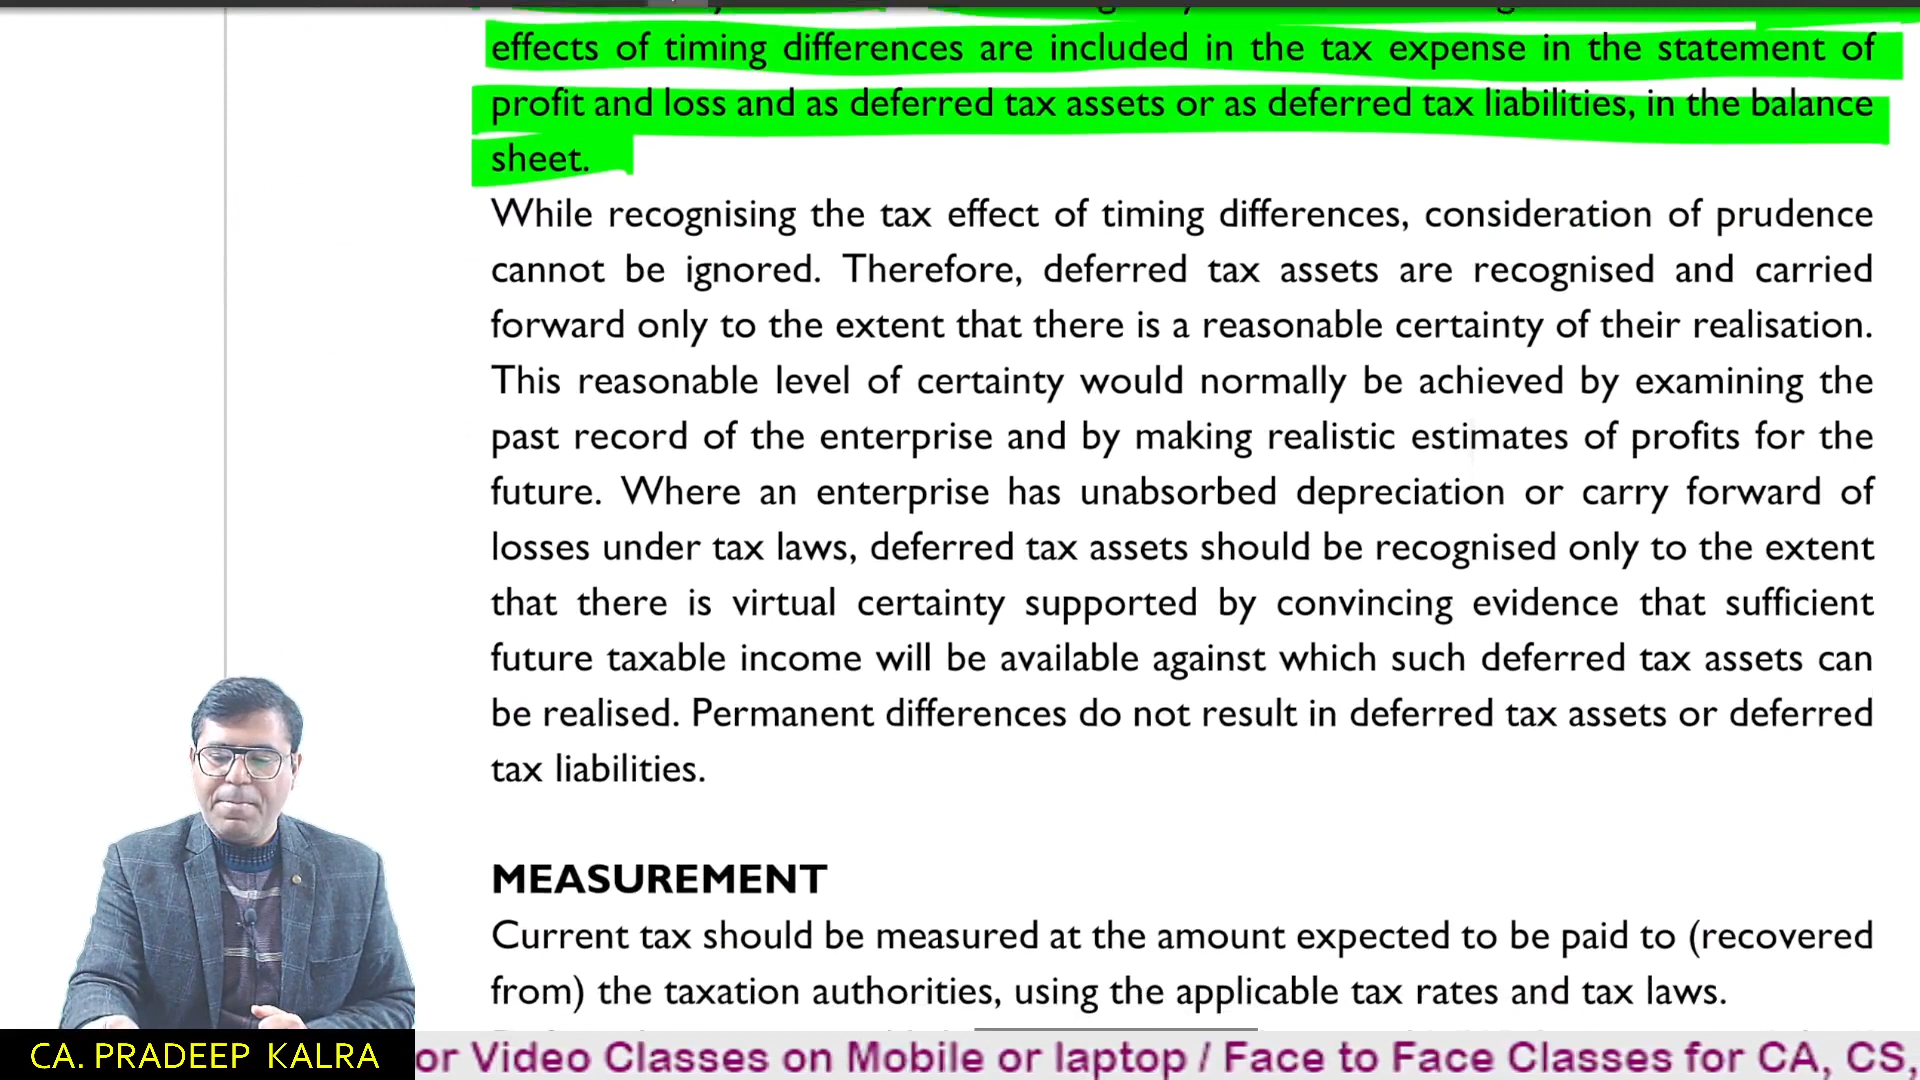 effects of timing differences are included in the tax expense in the statement of
profit and loss and as deferred tax assets or as deferred tax liabilities, in the balance
sheet.
While recognising the tax effect of timing differences, consideration of prudence
cannot be ignored. Therefore, deferred tax assets are recognised and carried
forward only to the extent that there is a reasonable certainty of their realisation.
This reasonable level of certainty would normally be achieved by examining the
past record of the enterprise and by making realistic estimates of profits for the
future. Where an enterprise has unabsorbed depreciation or carry forward of
losses under tax laws, deferred tax assets should be recognised only to the extent
that there is virtual certainty supported by convincing evidence that sufficient
future taxable income will be available against which such deferred tax assets can
be realised. Permanent differences do not result in deferred tax assets or deferred
tax liabilities.
MEASUREMENT
Current tax should be measured at the amount expected to be paid to (recovered
from) the taxation authorities, using the applicable tax rates and tax laws.
CA. PRADEEP KALRA
or Video Classes on Mobile or laptop / Face to Face Classes for CA, CS,